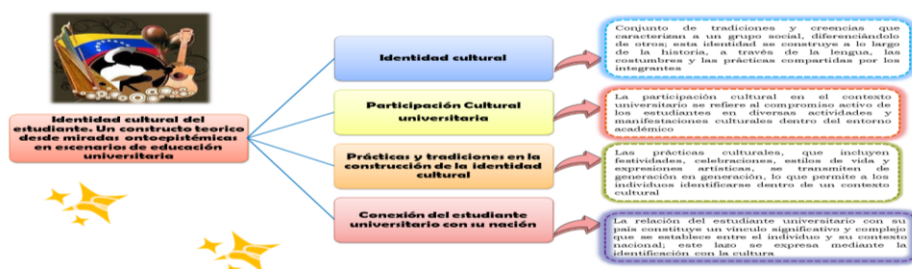 Identidad cultural del
estudiante. Un constructo teorico
desde miradas ontoepistémicas
en escenarios de educación
universitaria
Identidad cultural
Conjunto de tradiciones y creencias que
caracterizan a un grupo social, diferenciándolo
de otros; esta identidad se construye a lo largo
de la historia, a través de la lengua, las
costumbres y las prácticas compartidas por los
integrantes
Participación Cultural
universitaria
La participación cultural en el contexto
universitario se refiere al compromiso activo de
los estudiantes en diversas actividades y
manifestaciones culturales dentro del entorno
académico
Prácticas y tradiciones en la
construcción de la identidad
cultural
Las prácticas culturales, que incluyen
festividades, celebraciones, estilos de vida y
expresiones artísticas, se transmiten de
generación en generación, lo que permite a los
individuos identificarse dentro de un contexto
cultural
Conexión del estudiante
universitario con su nación
La relación del estudiante universitario con su
país constituye un vínculo significativo y complejo
que se establece entre el individuo y su contexto
nacional; este lazo se expresa mediante la
identificación con la cultura